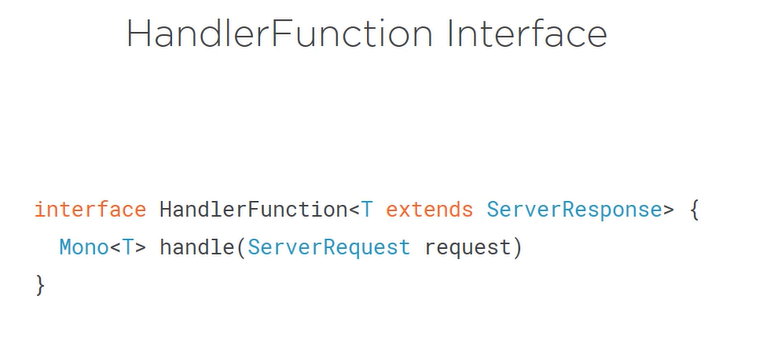 HandlerFunction Interface
interface HandlerFunction<T extends ServerResponse> {
  Mono<T> handle(ServerRequest request)
}